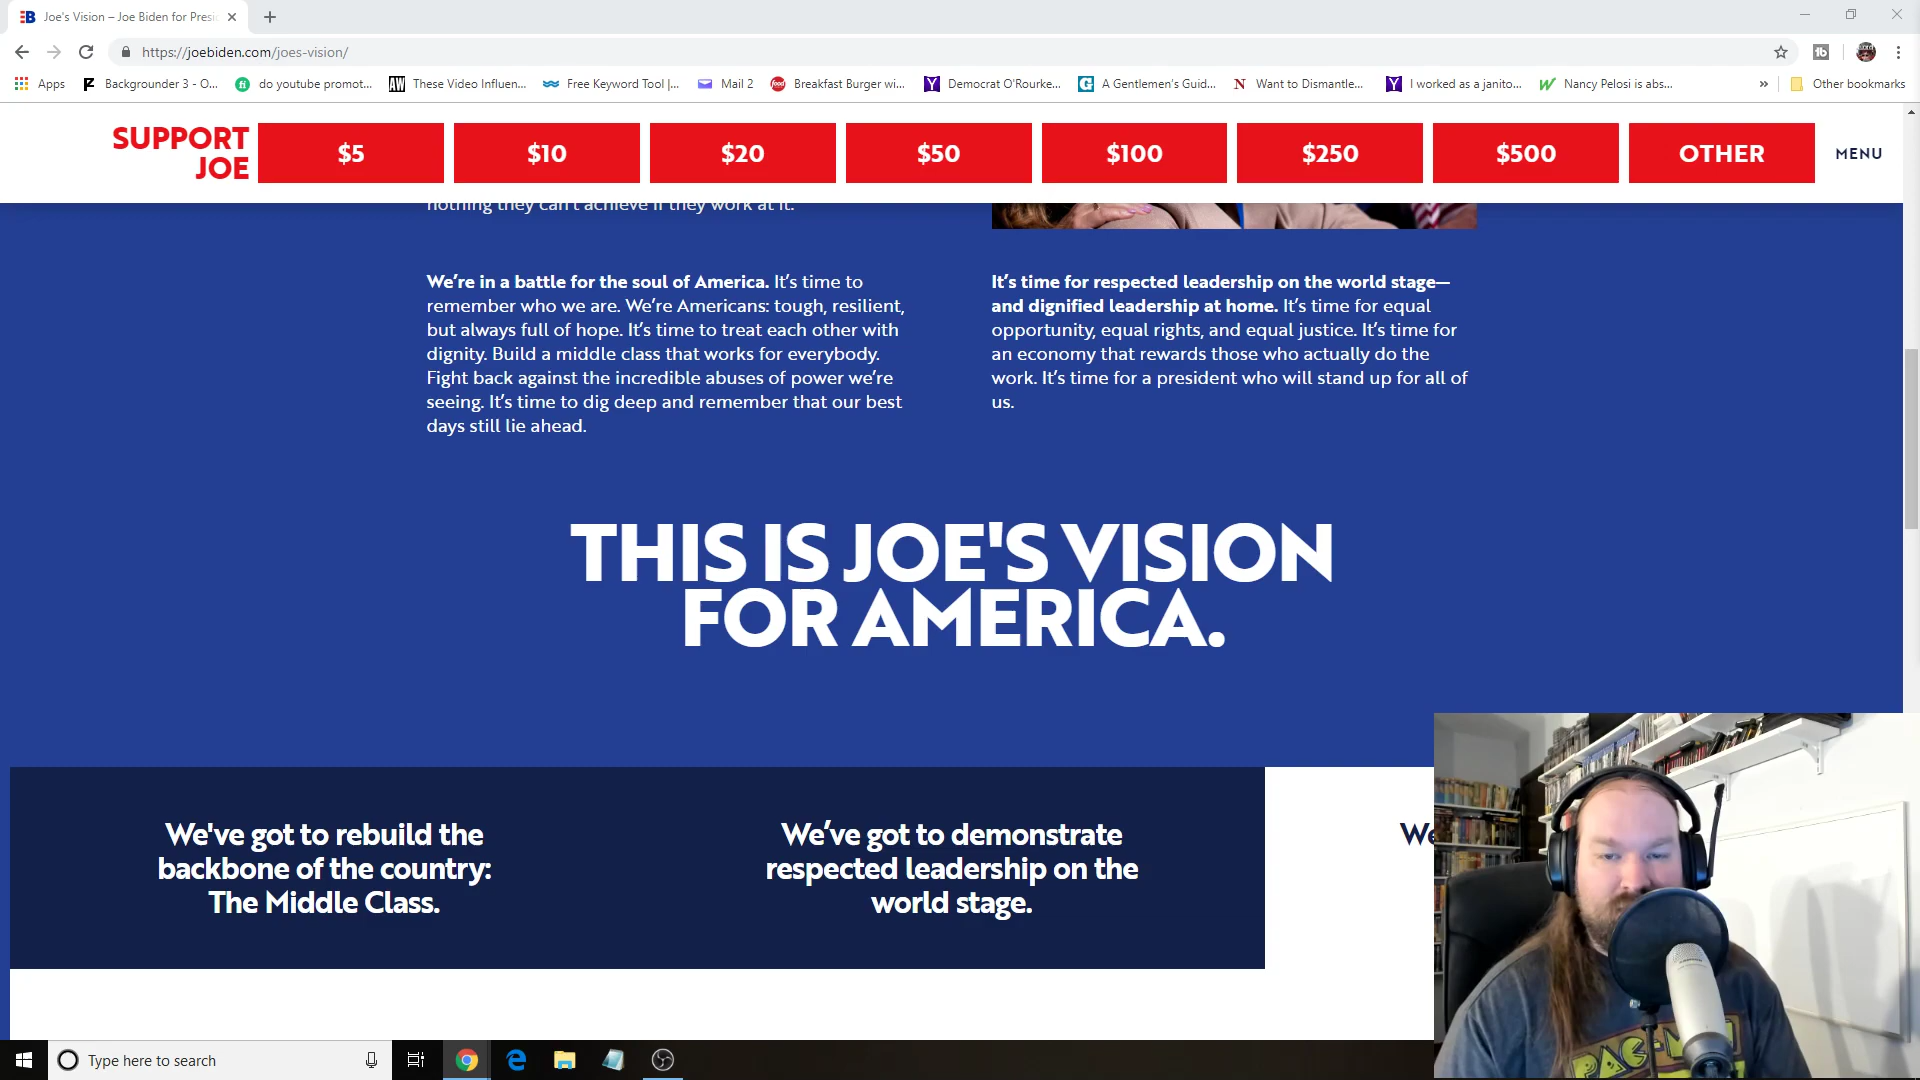 Joe's Vision – Joe Biden for Presi
https://joebiden.com/joes-vision/
Apps
Backgrounder 3 - O...
do youtube promot...
These Video Influen...
Free Keyword Tool |...
Mail 2
Breakfast Burger wi...
Democrat O'Rourke...
A Gentlemen's Guid...
Want to Dismantle...
I worked as a janito...
Nancy Pelosi is abs...
»
Other bookmarks
SUPPORT
JOE
$5
$10
$20
$50
$100
$250
$500
OTHER
MENU
nothing they can't achieve if they work at it.
We're in a battle for the soul of America. It's time to
remember who we are. We're Americans: tough, resilient,
but always full of hope. It's time to treat each other with
dignity. Build a middle class that works for everybody.
Fight back against the incredible abuses of power we're
seeing. It's time to dig deep and remember that our best
days still lie ahead.
It's time for respected leadership on the world stage—
and dignified leadership at home. It's time for equal
opportunity, equal rights, and equal justice. It's time for
an economy that rewards those who actually do the
work. It's time for a president who will stand up for all of
us.
THIS IS JOE'S VISION
FOR AMERICA.
We've got to rebuild the
backbone of the country:
The Middle Class.
We've got to demonstrate
respected leadership on the
world stage.
We
PAC-MAN
Type here to search